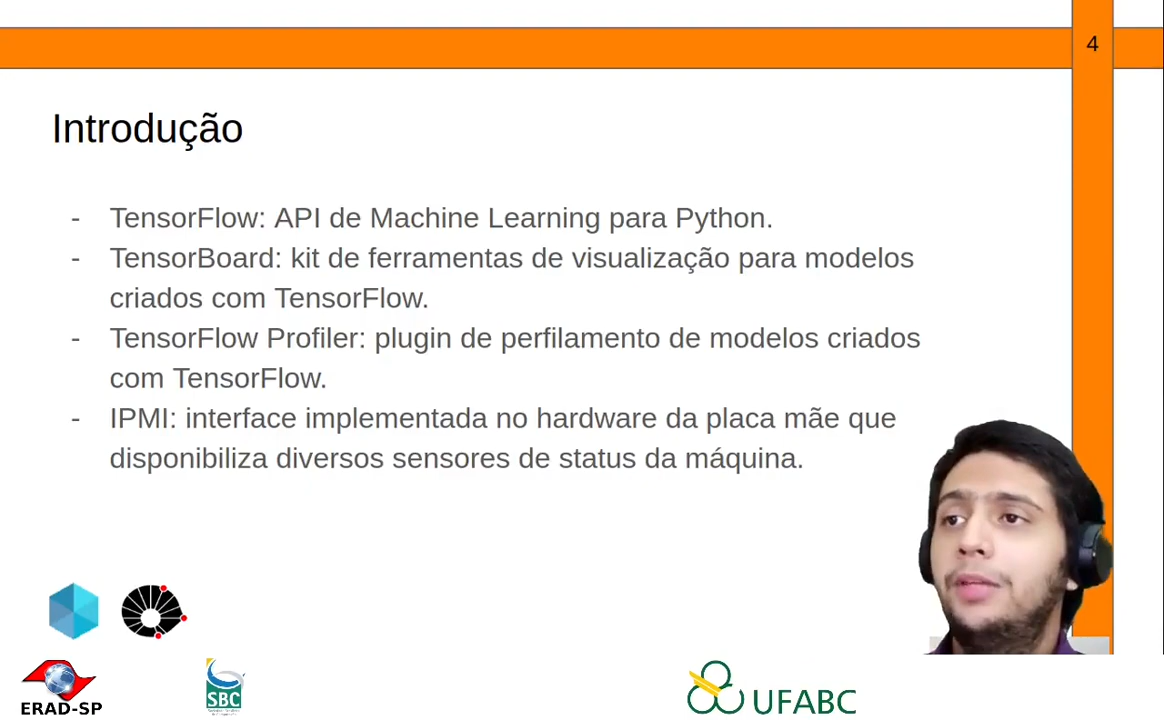 4
Introdução
- TensorFlow: API de Machine Learning para Python.
- TensorBoard: kit de ferramentas de visualização para modelos
criados com TensorFlow.
- TensorFlow Profiler: plugin de perfilamento de modelos criados
com TensorFlow.
- IPMI: interface implementada no hardware da placa mãe que
disponibiliza diversos sensores de status da máquina.
ERAD-SP
SBC
UFABC